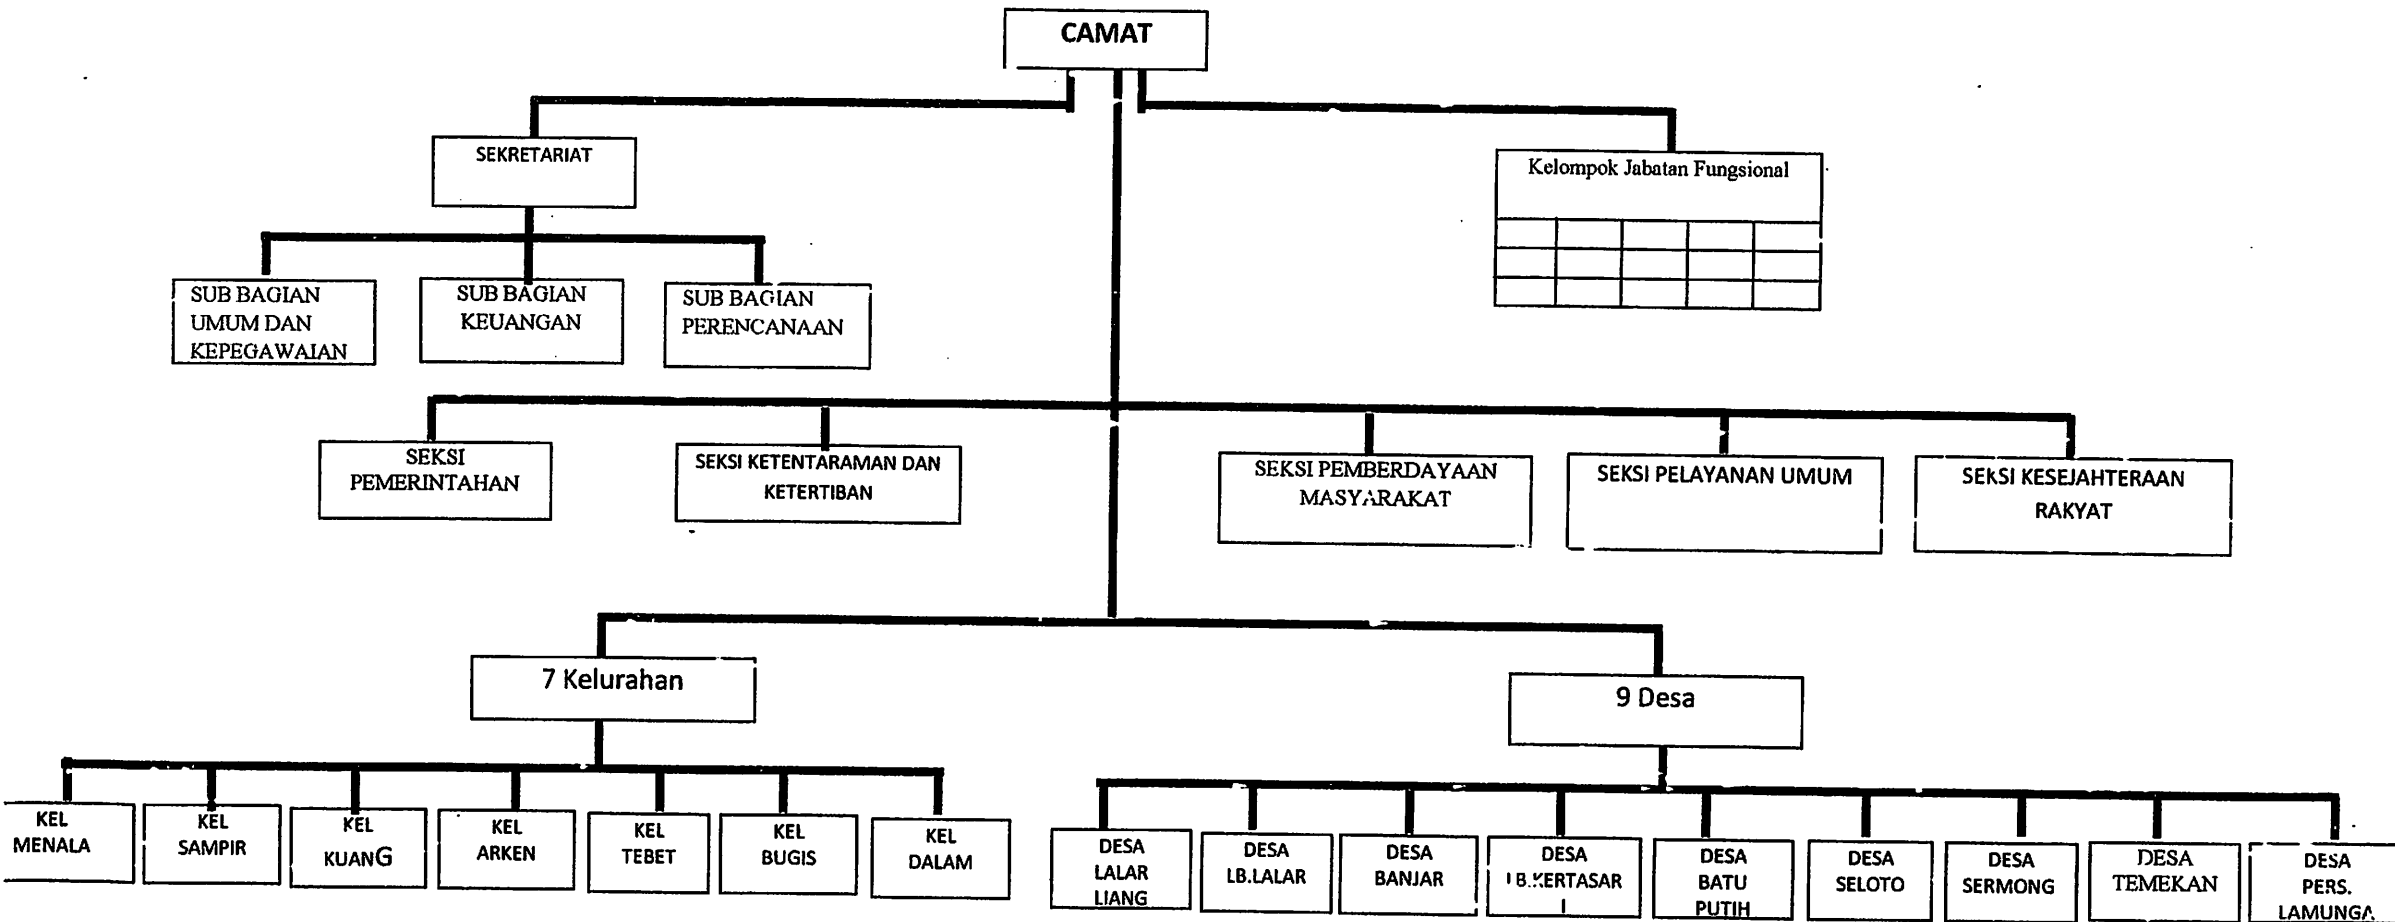 CAMAT
SEKRETARIAT
Kelompok Jabatan Fungsional
SUB BAGIAN
UMUM DAN
KEPEGAWAIAN
SUB BAGIAN
KEUANGAN
SUB BAGIAN
PERENCANAAN
SEKSI
PEMERINTAHAN
SEKSI KETENTARAMAN DAN
KETERTIBAN
SEKSI PEMBERDAYAAN
MASYARAKAT
SEKSI PELAYANAN UMUM
SEKSI KESEJAHTERAAN
RAKYAT
7 Kelurahan
9 Desa
KEL
MENALA
KEL
SAMPIR
KEL
KUANG
KEL
ARKEN
KEL
TEBET
KEL
BUGIS
KEL
DALAM
DESA
LALAR
LIANG
DESA
LB.LALAR
DESA
BANJAR
DESA
LB.KERTASAR
I
DESA
BATU
PUTIH
DESA
SELOTO
DESA
SERMONG
DESA
TEMEKAN
DESA
PERS.
LAMUNGA